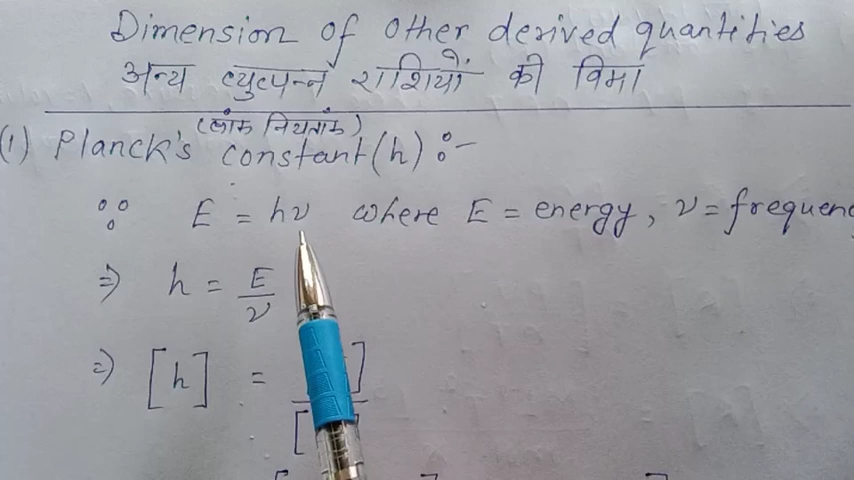 Dimension of other derived quantities
अन्य व्युत्पन्न राशियों की विमा
(प्लांक नियतांक)
(1) Planck's constant (h) :-
∵ E = hν where E = energy, ν = frequenc
⇒ h = E/ν
⇒ [h] =